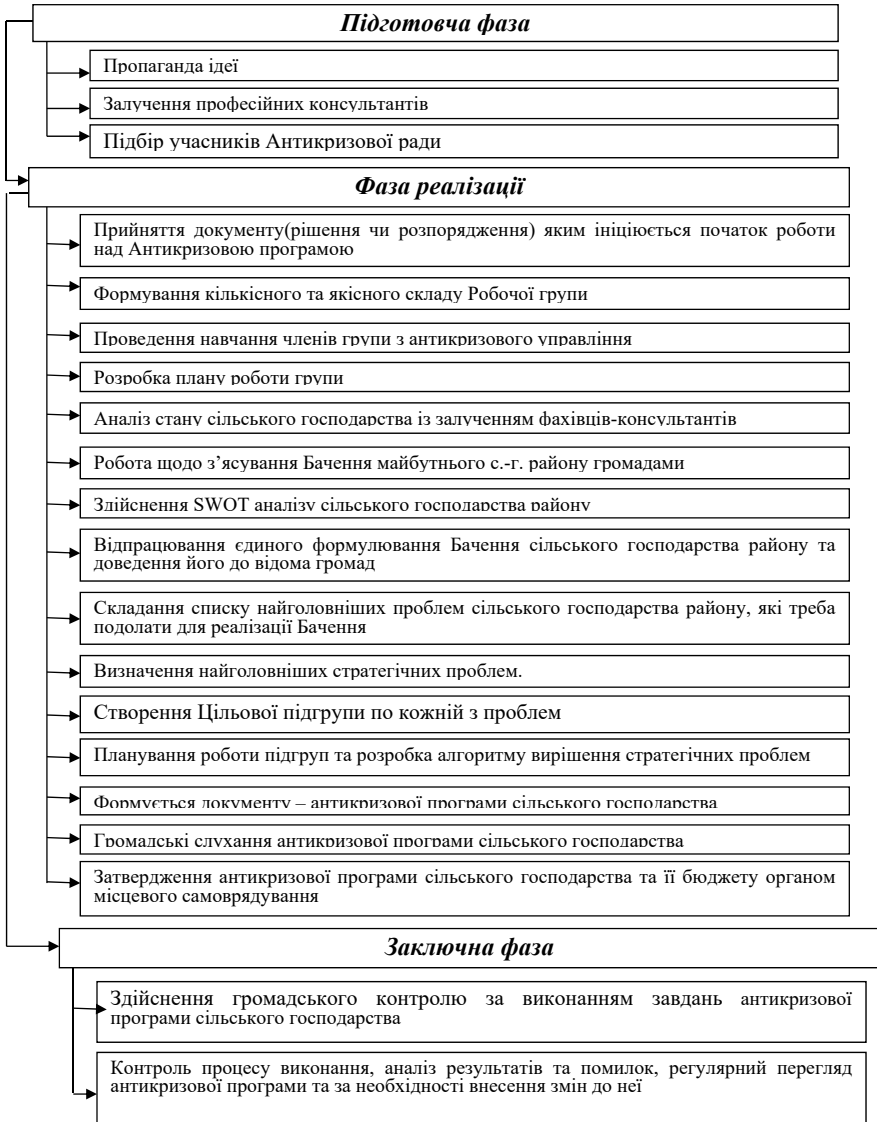 Підготовча фаза
Пропаганда ідеї
Залучення професійних консультантів
Підбір учасників Антикризової ради
Фаза реалізації
Прийняття документу(рішення чи розпорядження) яким ініціюється початок роботи
над Антикризовою програмою
Формування кількісного та якісного складу Робочої групи
Проведення навчання членів групи з антикризового управління
Розробка плану роботи групи
Аналіз стану сільського господарства із залученням фахівців-консультантів
Робота щодо з’ясування Бачення майбутнього с.-г. району громадами
Здійснення SWOT аналізу сільського господарства району
Відпрацювання єдиного формулювання Бачення сільського господарства району та
доведення його до відома громад
Складання списку найголовніших проблем сільського господарства району, які треба
подолати для реалізації Бачення
Визначення найголовніших стратегічних проблем.
Створення Цільової підгрупи по кожній з проблем
Планування роботи підгруп та розробка алгоритму вирішення стратегічних проблем
Формується документу – антикризової програми сільського господарства
Громадські слухання антикризової програми сільського господарства
Затвердження антикризової програми сільського господарства та її бюджету органом
місцевого самоврядування
Заключна фаза
Здійснення громадського контролю за виконанням завдань антикризової
програми сільського господарства
Контроль процесу виконання, аналіз результатів та помилок, регулярний перегляд
антикризової програми та за необхідності внесення змін до неї